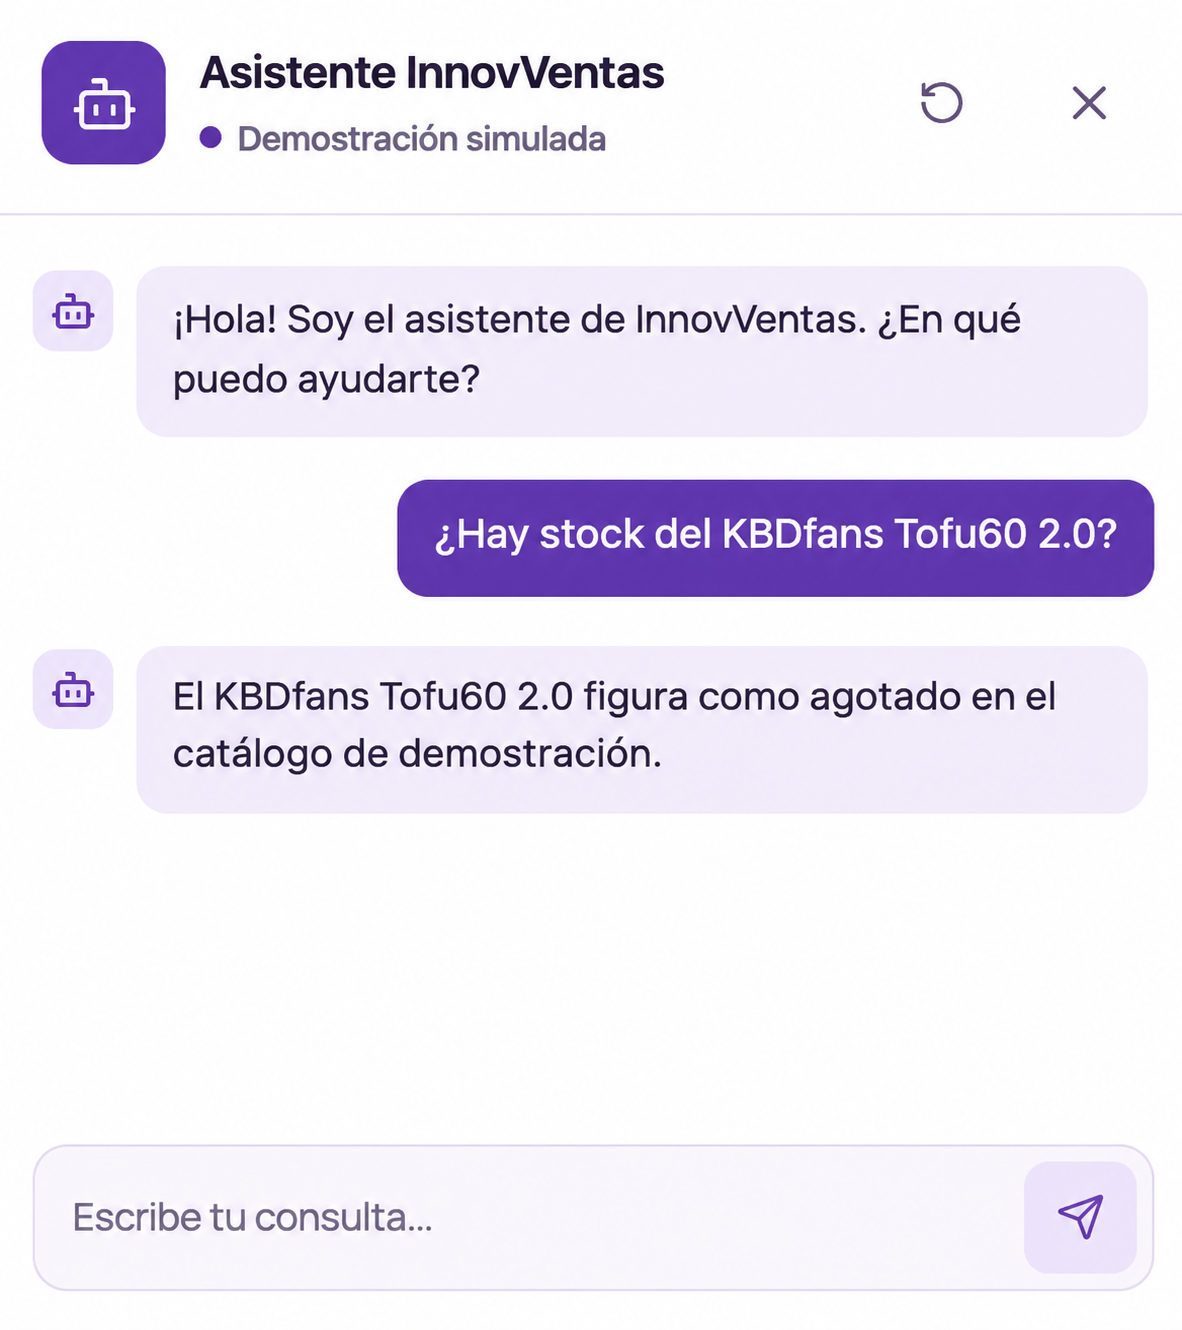 Asistente InnovVentas
Demostración simulada
¡Hola! Soy el asistente de InnovVentas. ¿En qué
puedo ayudarte?
¿Hay stock del KBDfans Tofu60 2.0?
El KBDfans Tofu60 2.0 figura como agotado en el
catálogo de demostración.
Escribe tu consulta...